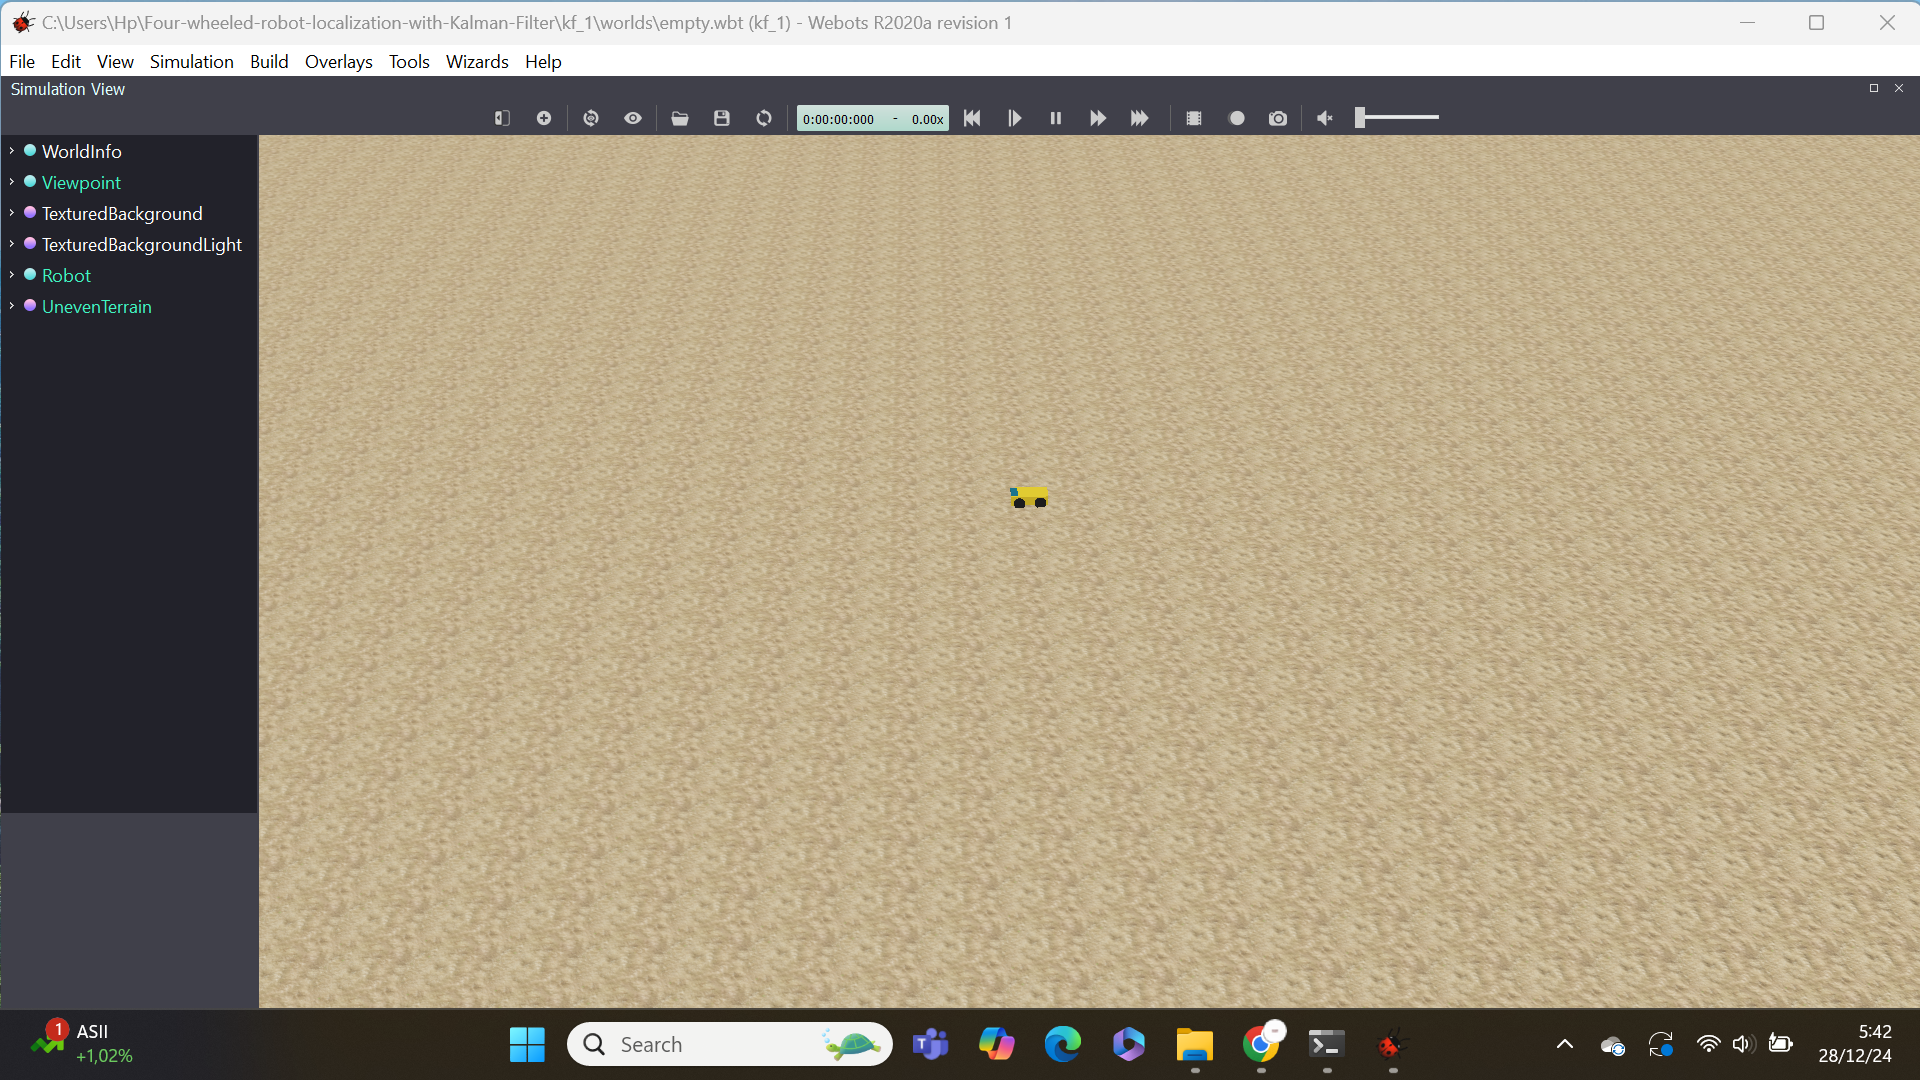 C:\Users\Hp\Four-wheeled-robot-localization-with-Kalman-Filter\kf_1\worlds\empty.wbt (kf_1) - Webots R2020a revision 1
File Edit View Simulation Build Overlays Tools Wizards Help
Simulation View
0:00:00:000 - 0.00x
WorldInfo
Viewpoint
TexturedBackground
TexturedBackgroundLight
Robot
UnevenTerrain
1
ASII
+1,02%
Search
5:42
28/12/24